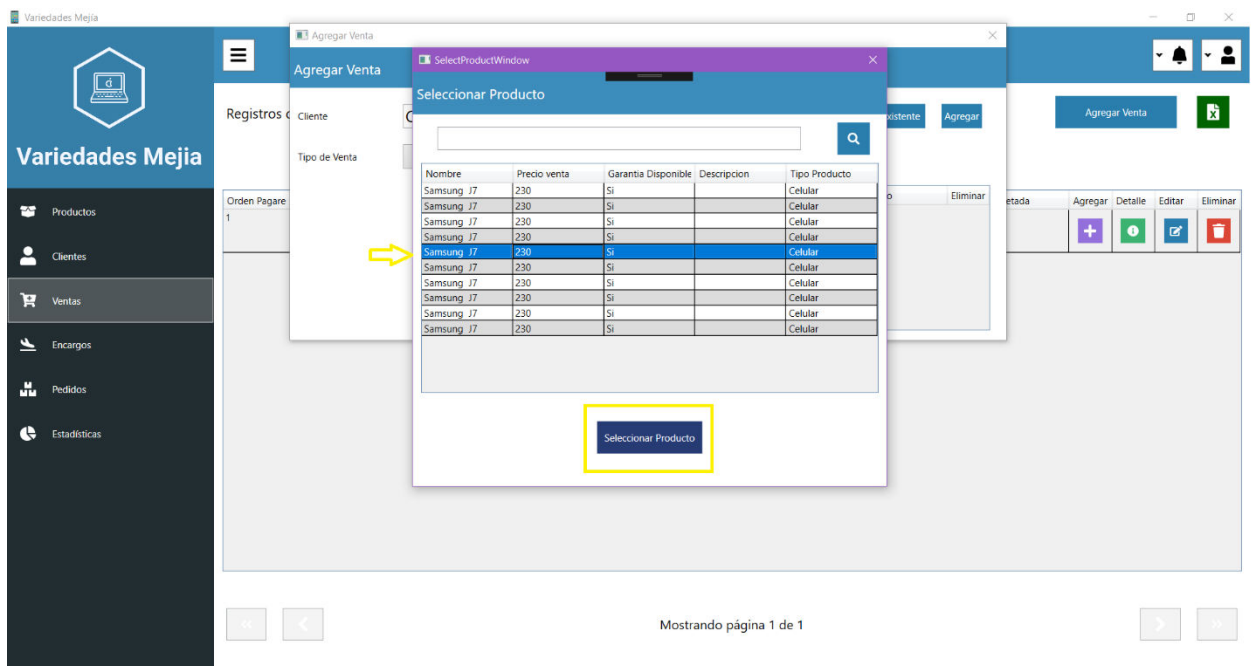 Variedades Mejia
Variedades Mejia
Productos
Clientes
Ventas
Encargos
Pedidos
Estadísticas
Registros
Agregar Venta
Orden Pagare
1
Agregar Detalle Editar Eliminar
Agregar Venta
Agregar Venta
Cliente
Agregar
Tipo de Venta
Eliminar
SelectProductWindow
Seleccionar Producto
Nombre Precio venta Garantia Disponible Descripcion Tipo Producto
Samsung J7 230 Si Celular
Samsung J7 230 Si Celular
Samsung J7 230 Si Celular
Samsung J7 230 Si Celular
Samsung J7 230 Si Celular
Samsung J7 230 Si Celular
Samsung J7 230 Si Celular
Samsung J7 230 Si Celular
Samsung J7 230 Si Celular
Samsung J7 230 Si Celular
Seleccionar Producto
Mostrando página 1 de 1